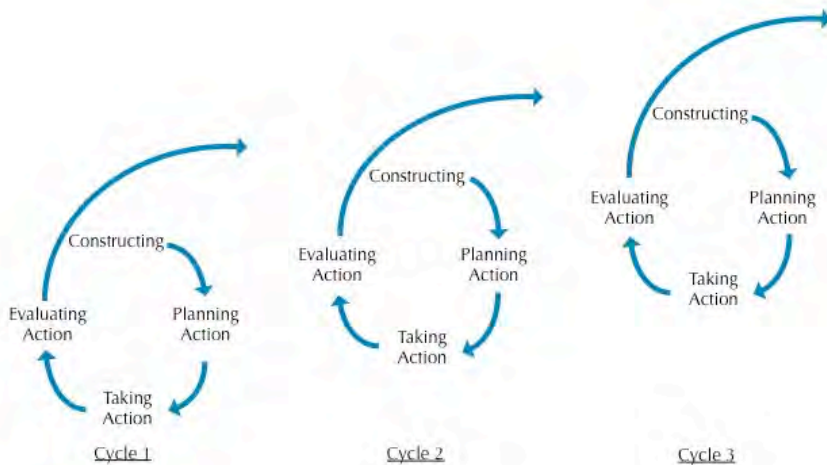 Constructing
Planning
Action
Taking
Action
Evaluating
Action
Cycle 1
Constructing
Planning
Action
Taking
Action
Evaluating
Action
Cycle 2
Constructing
Planning
Action
Taking
Action
Evaluating
Action
Cycle 3